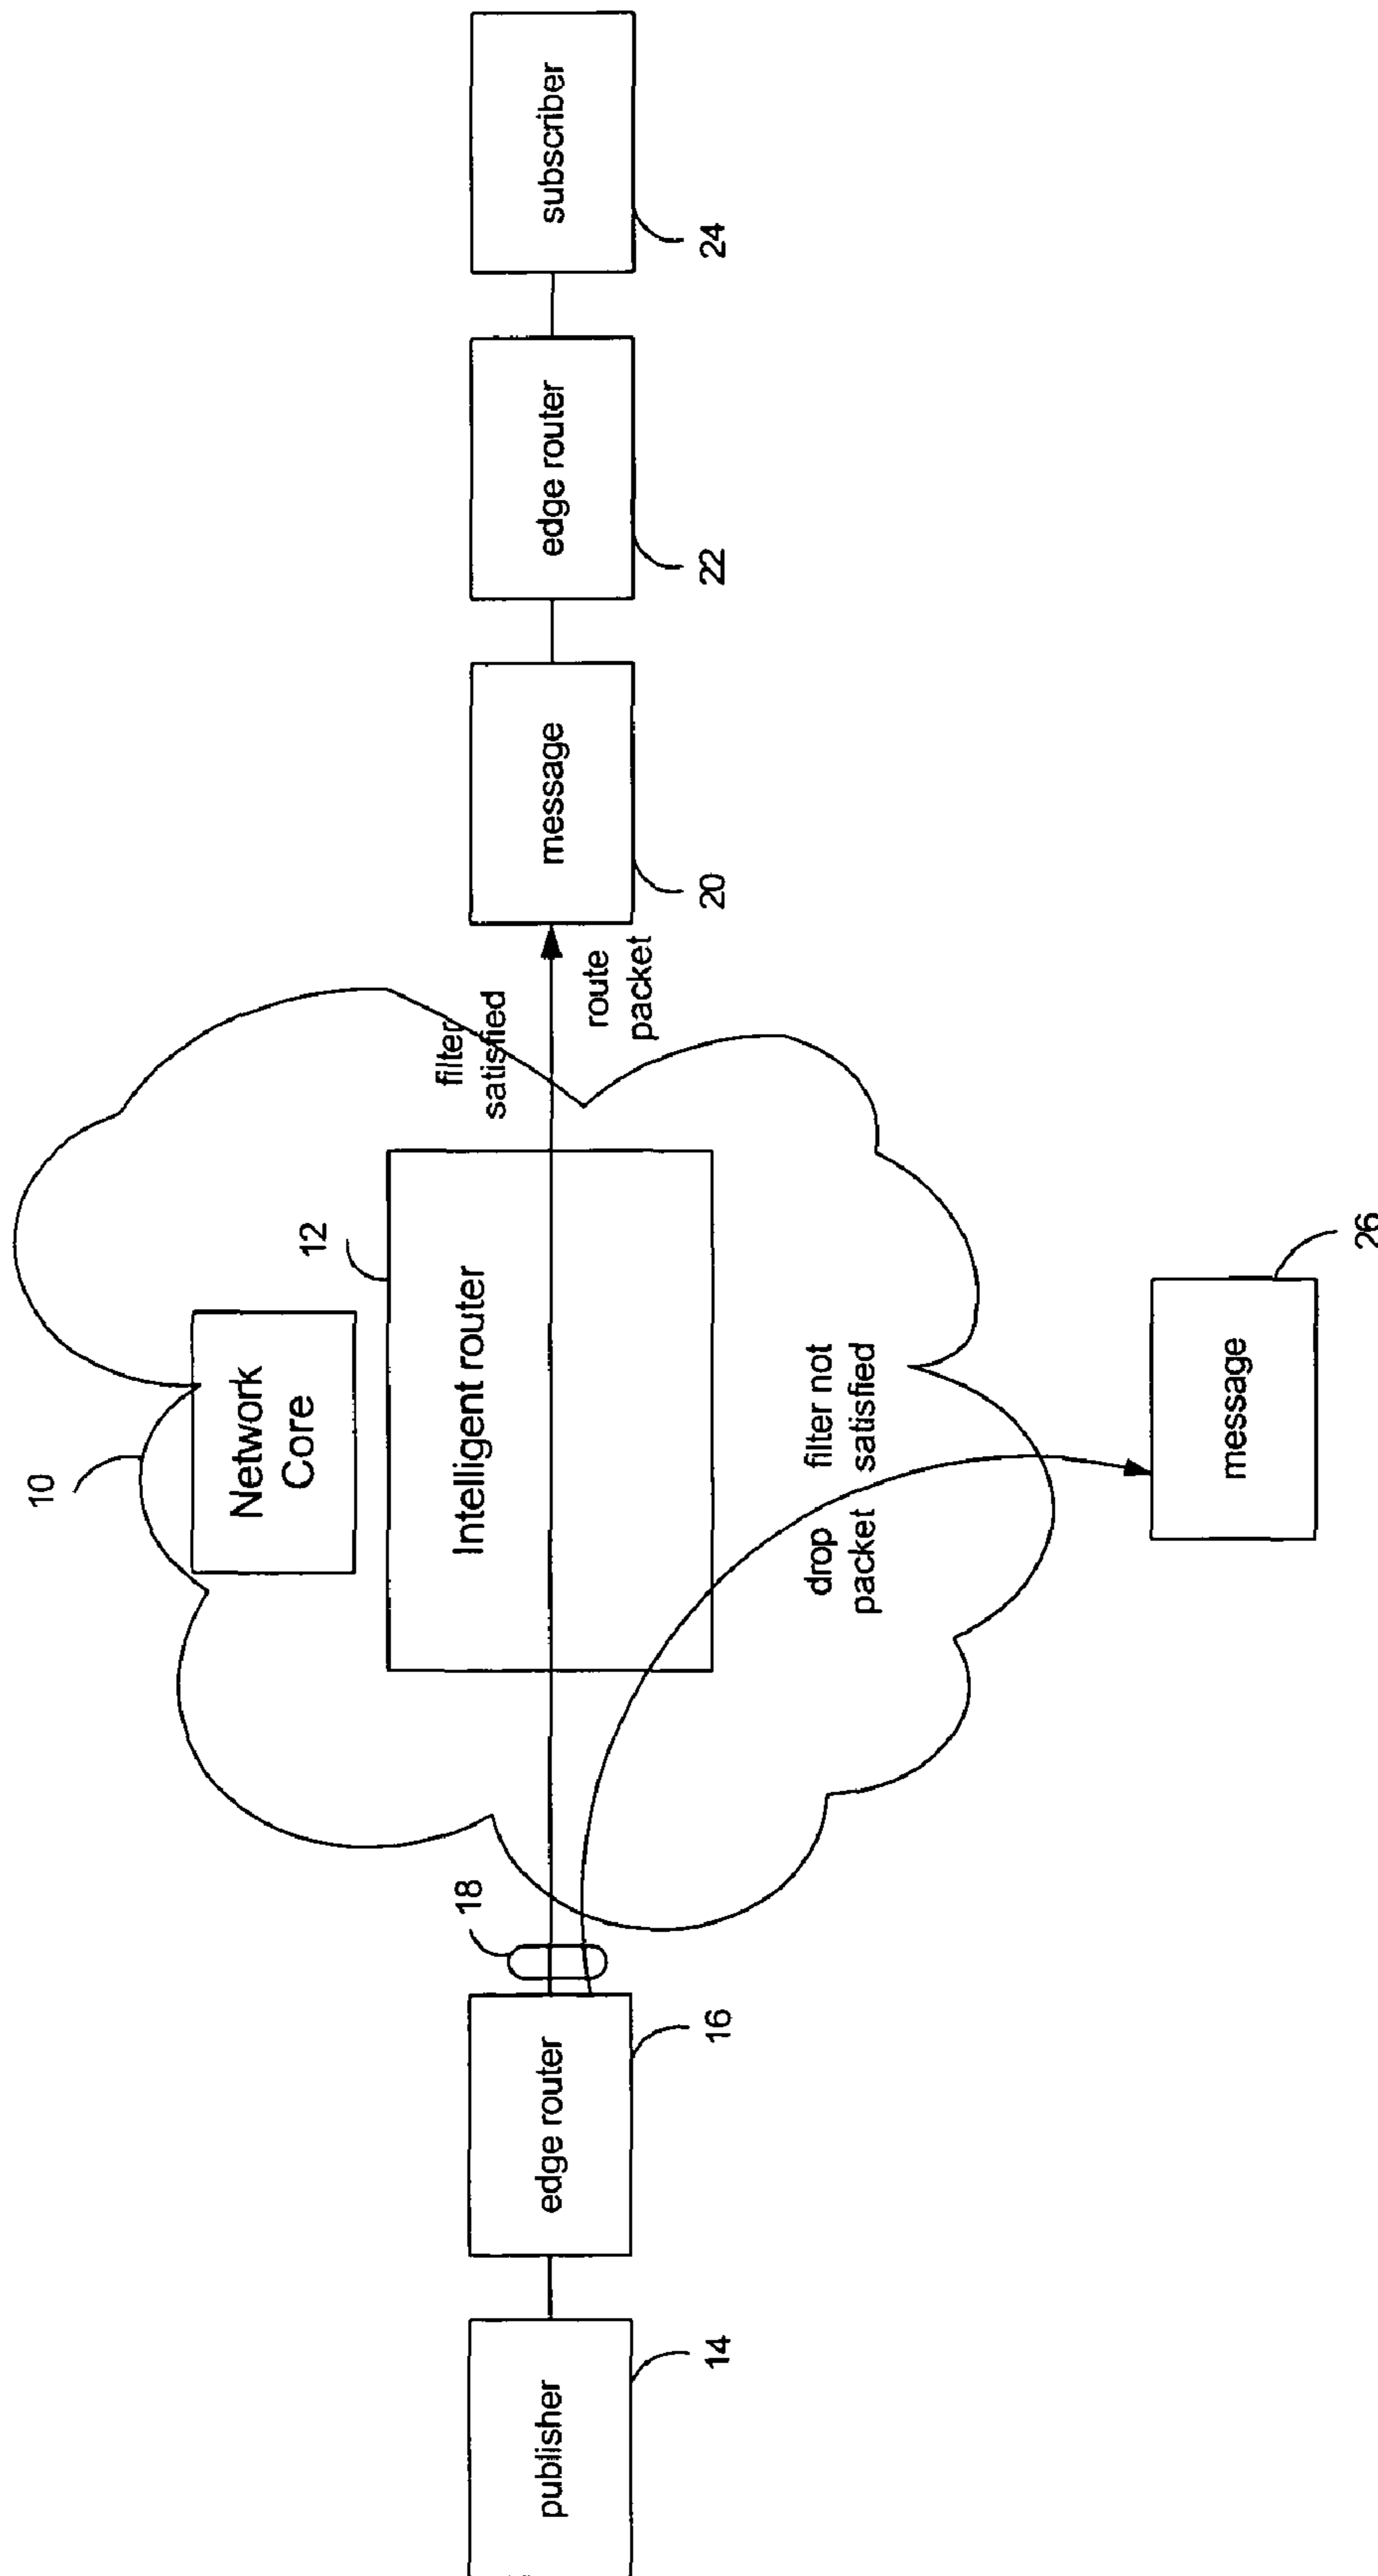 10
Network
Core
12
Intelligent router
filter
satisfied
route
packet
publisher
14
edge router
16
18
message
20
edge router
22
subscriber
24
drop
packet
filter not
satisfied
message
26